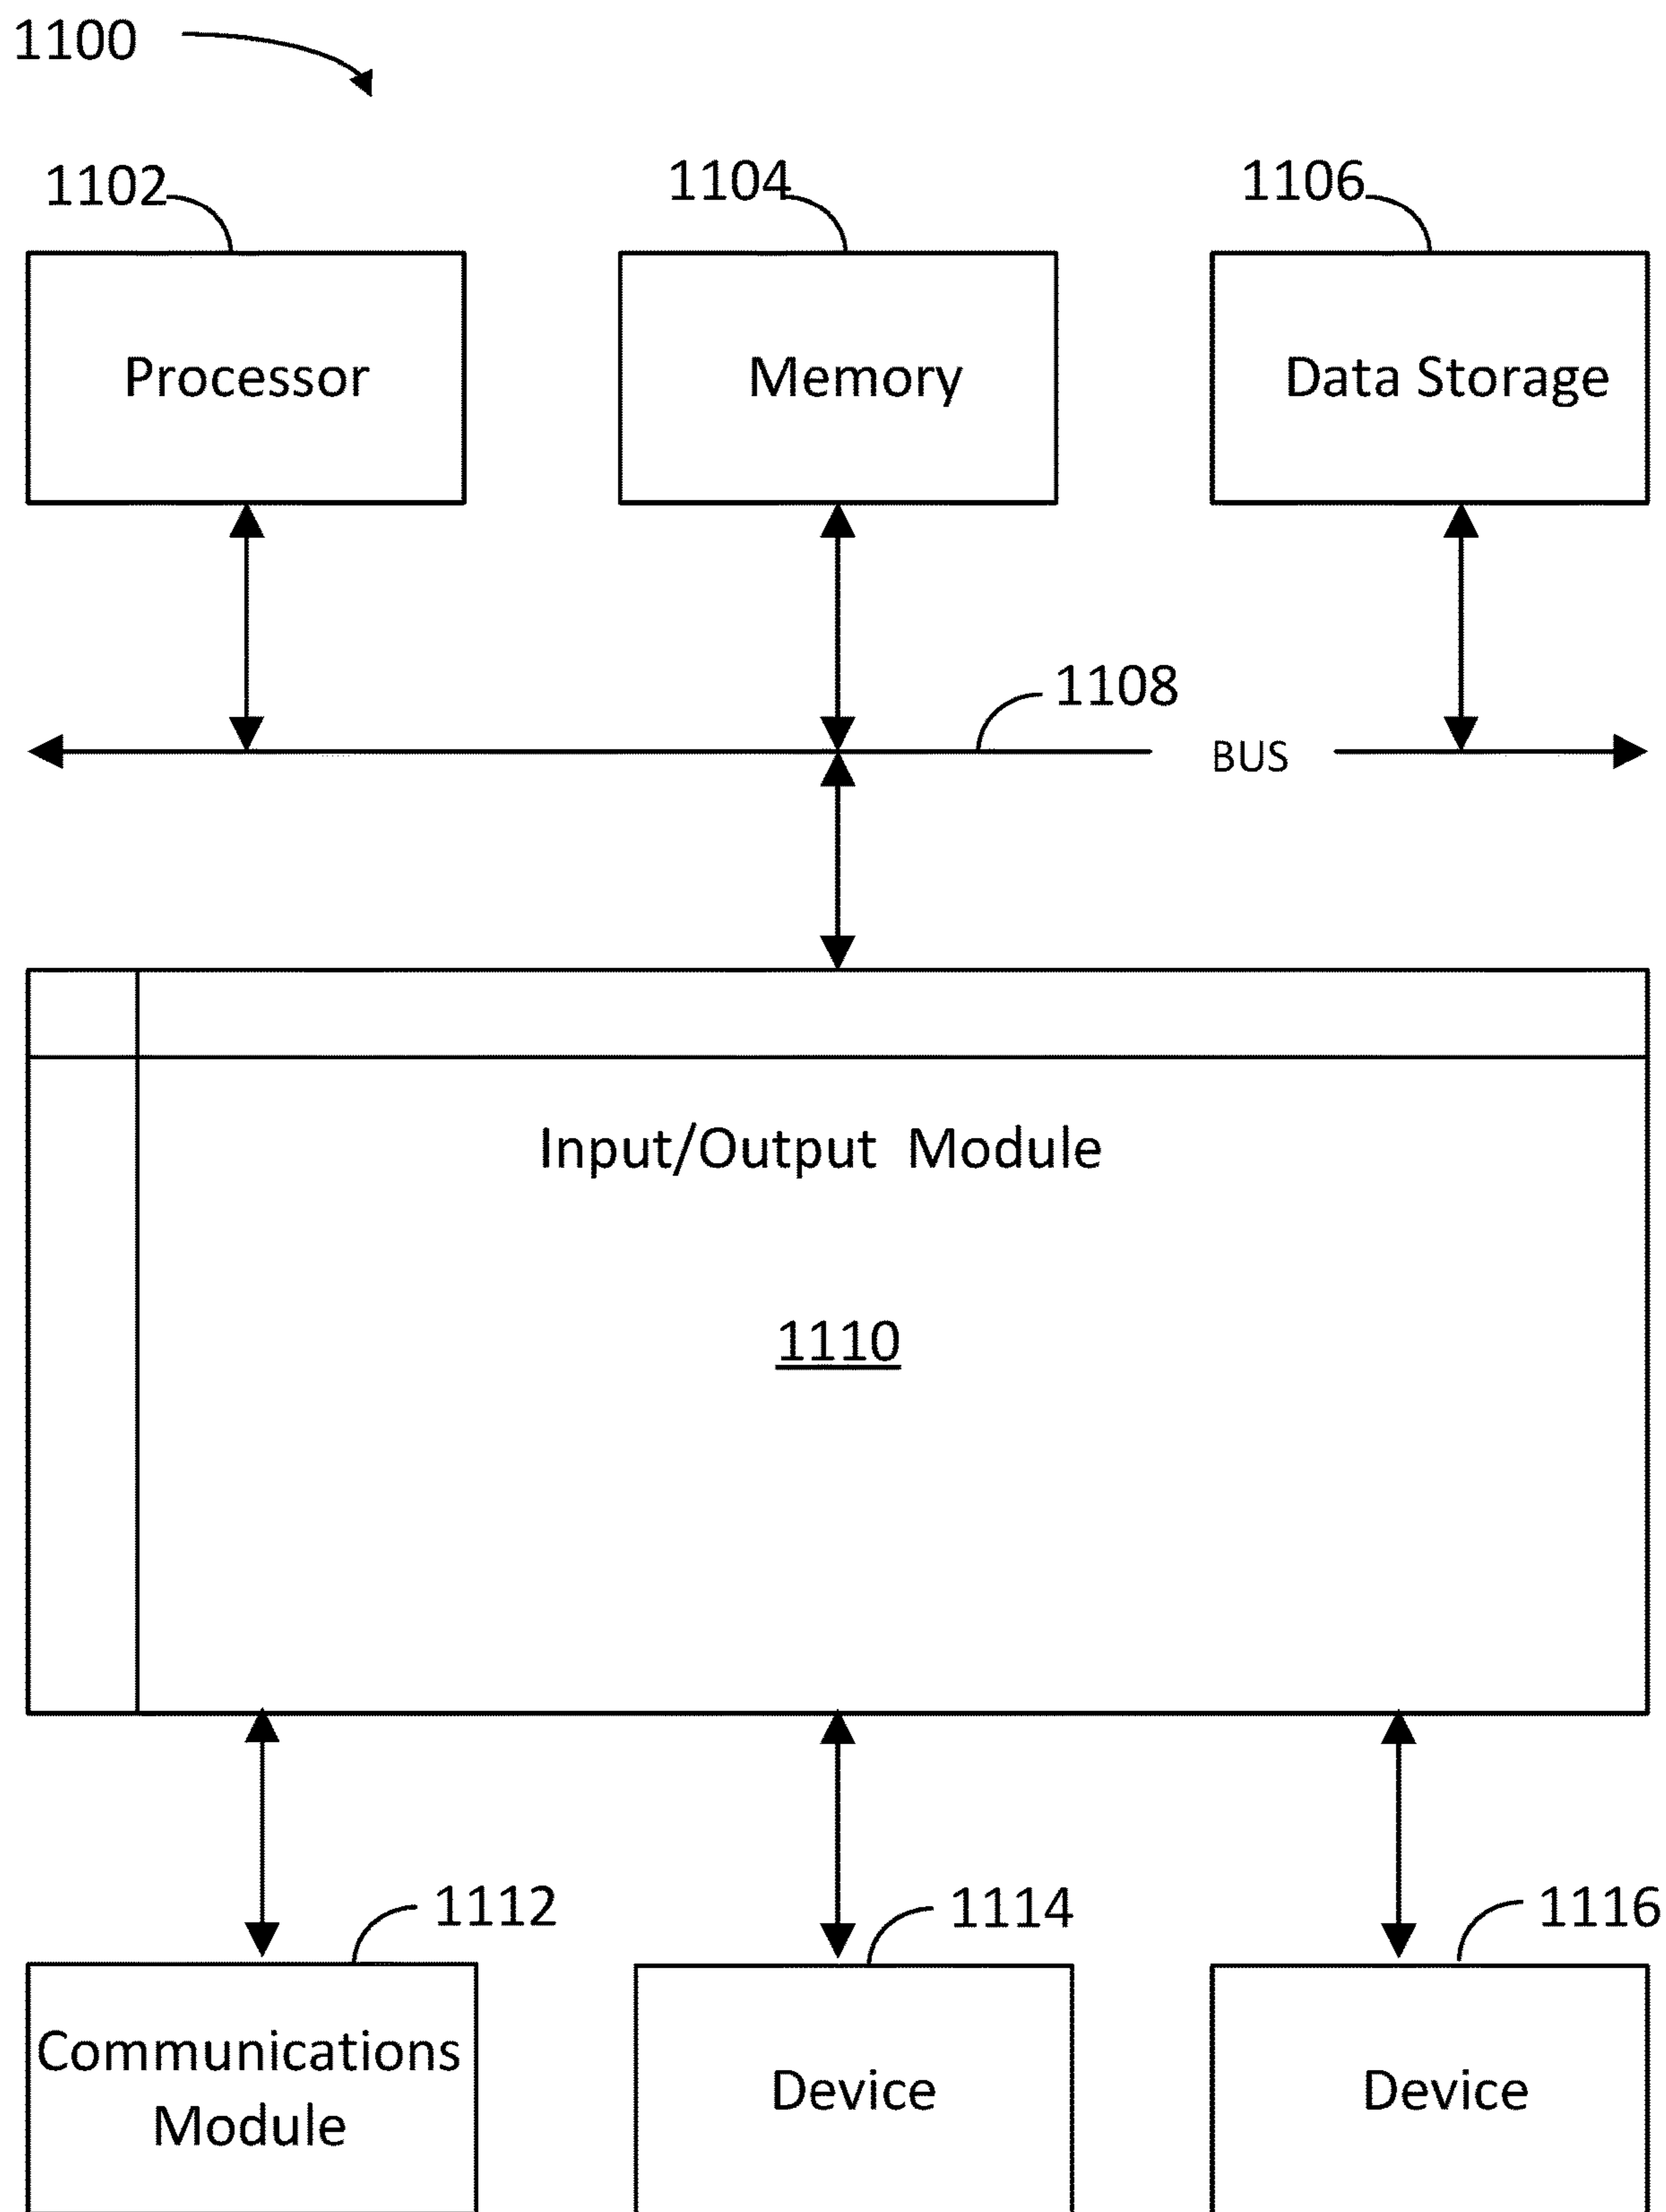 1100
1102
1104
1106
Processor
Memory
Data Storage
1108
BUS
Input/Output Module
1110
1112
1114
1116
Communications
Module
Device
Device